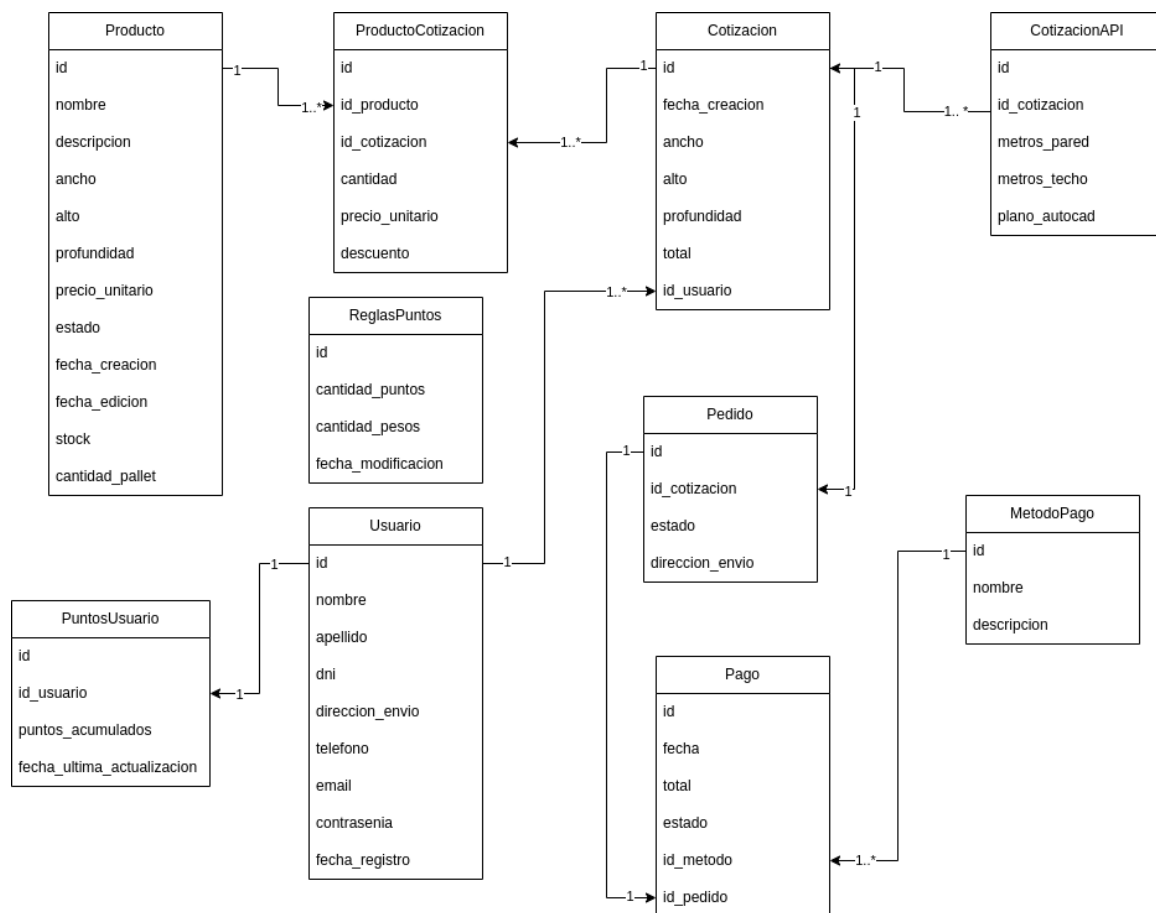 Producto
id
nombre
descripcion
ancho
alto
profundidad
precio_unitario
estado
fecha_creacion
fecha_edicion
stock
cantidad_pallet
1
1..*
ProductoCotizacion
id
id_producto
id_cotizacion
cantidad
precio_unitario
descuento
1
1..*
Cotizacion
id
fecha_creacion
ancho
alto
profundidad
total
id_usuario
1
1.. *
1
1
CotizacionAPI
id
id_cotizacion
metros_pared
metros_techo
plano_autocad
ReglasPuntos
id
cantidad_puntos
cantidad_pesos
fecha_modificacion
1..*
1
Usuario
id
nombre
apellido
dni
direccion_envio
telefono
email
contrasenia
fecha_registro
1
1
PuntosUsuario
id
id_usuario
puntos_acumulados
fecha_ultima_actualizacion
Pedido
id
id_cotizacion
estado
direccion_envio
1
1
MetodoPago
id
nombre
descripcion
1
1..*
Pago
id
fecha
total
estado
id_metodo
id_pedido